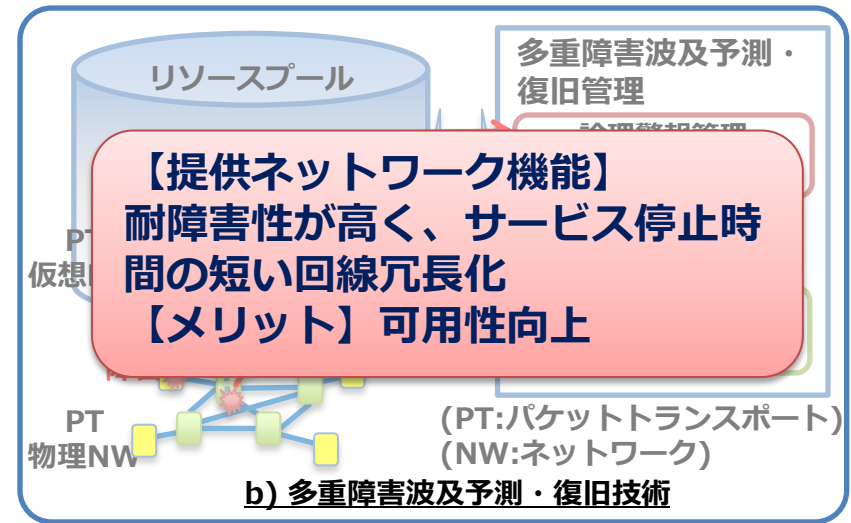 リソースプール
多重障害波及予測・
復旧管理
【提供ネットワーク機能】
耐障害性が高く、サービス停止時
間の短い回線冗長化
【メリット】可用性向上
PT
仮想
PT
物理NW
(PT:パケットトランスポート)
(NW:ネットワーク)
b) 多重障害波及予測・復旧技術